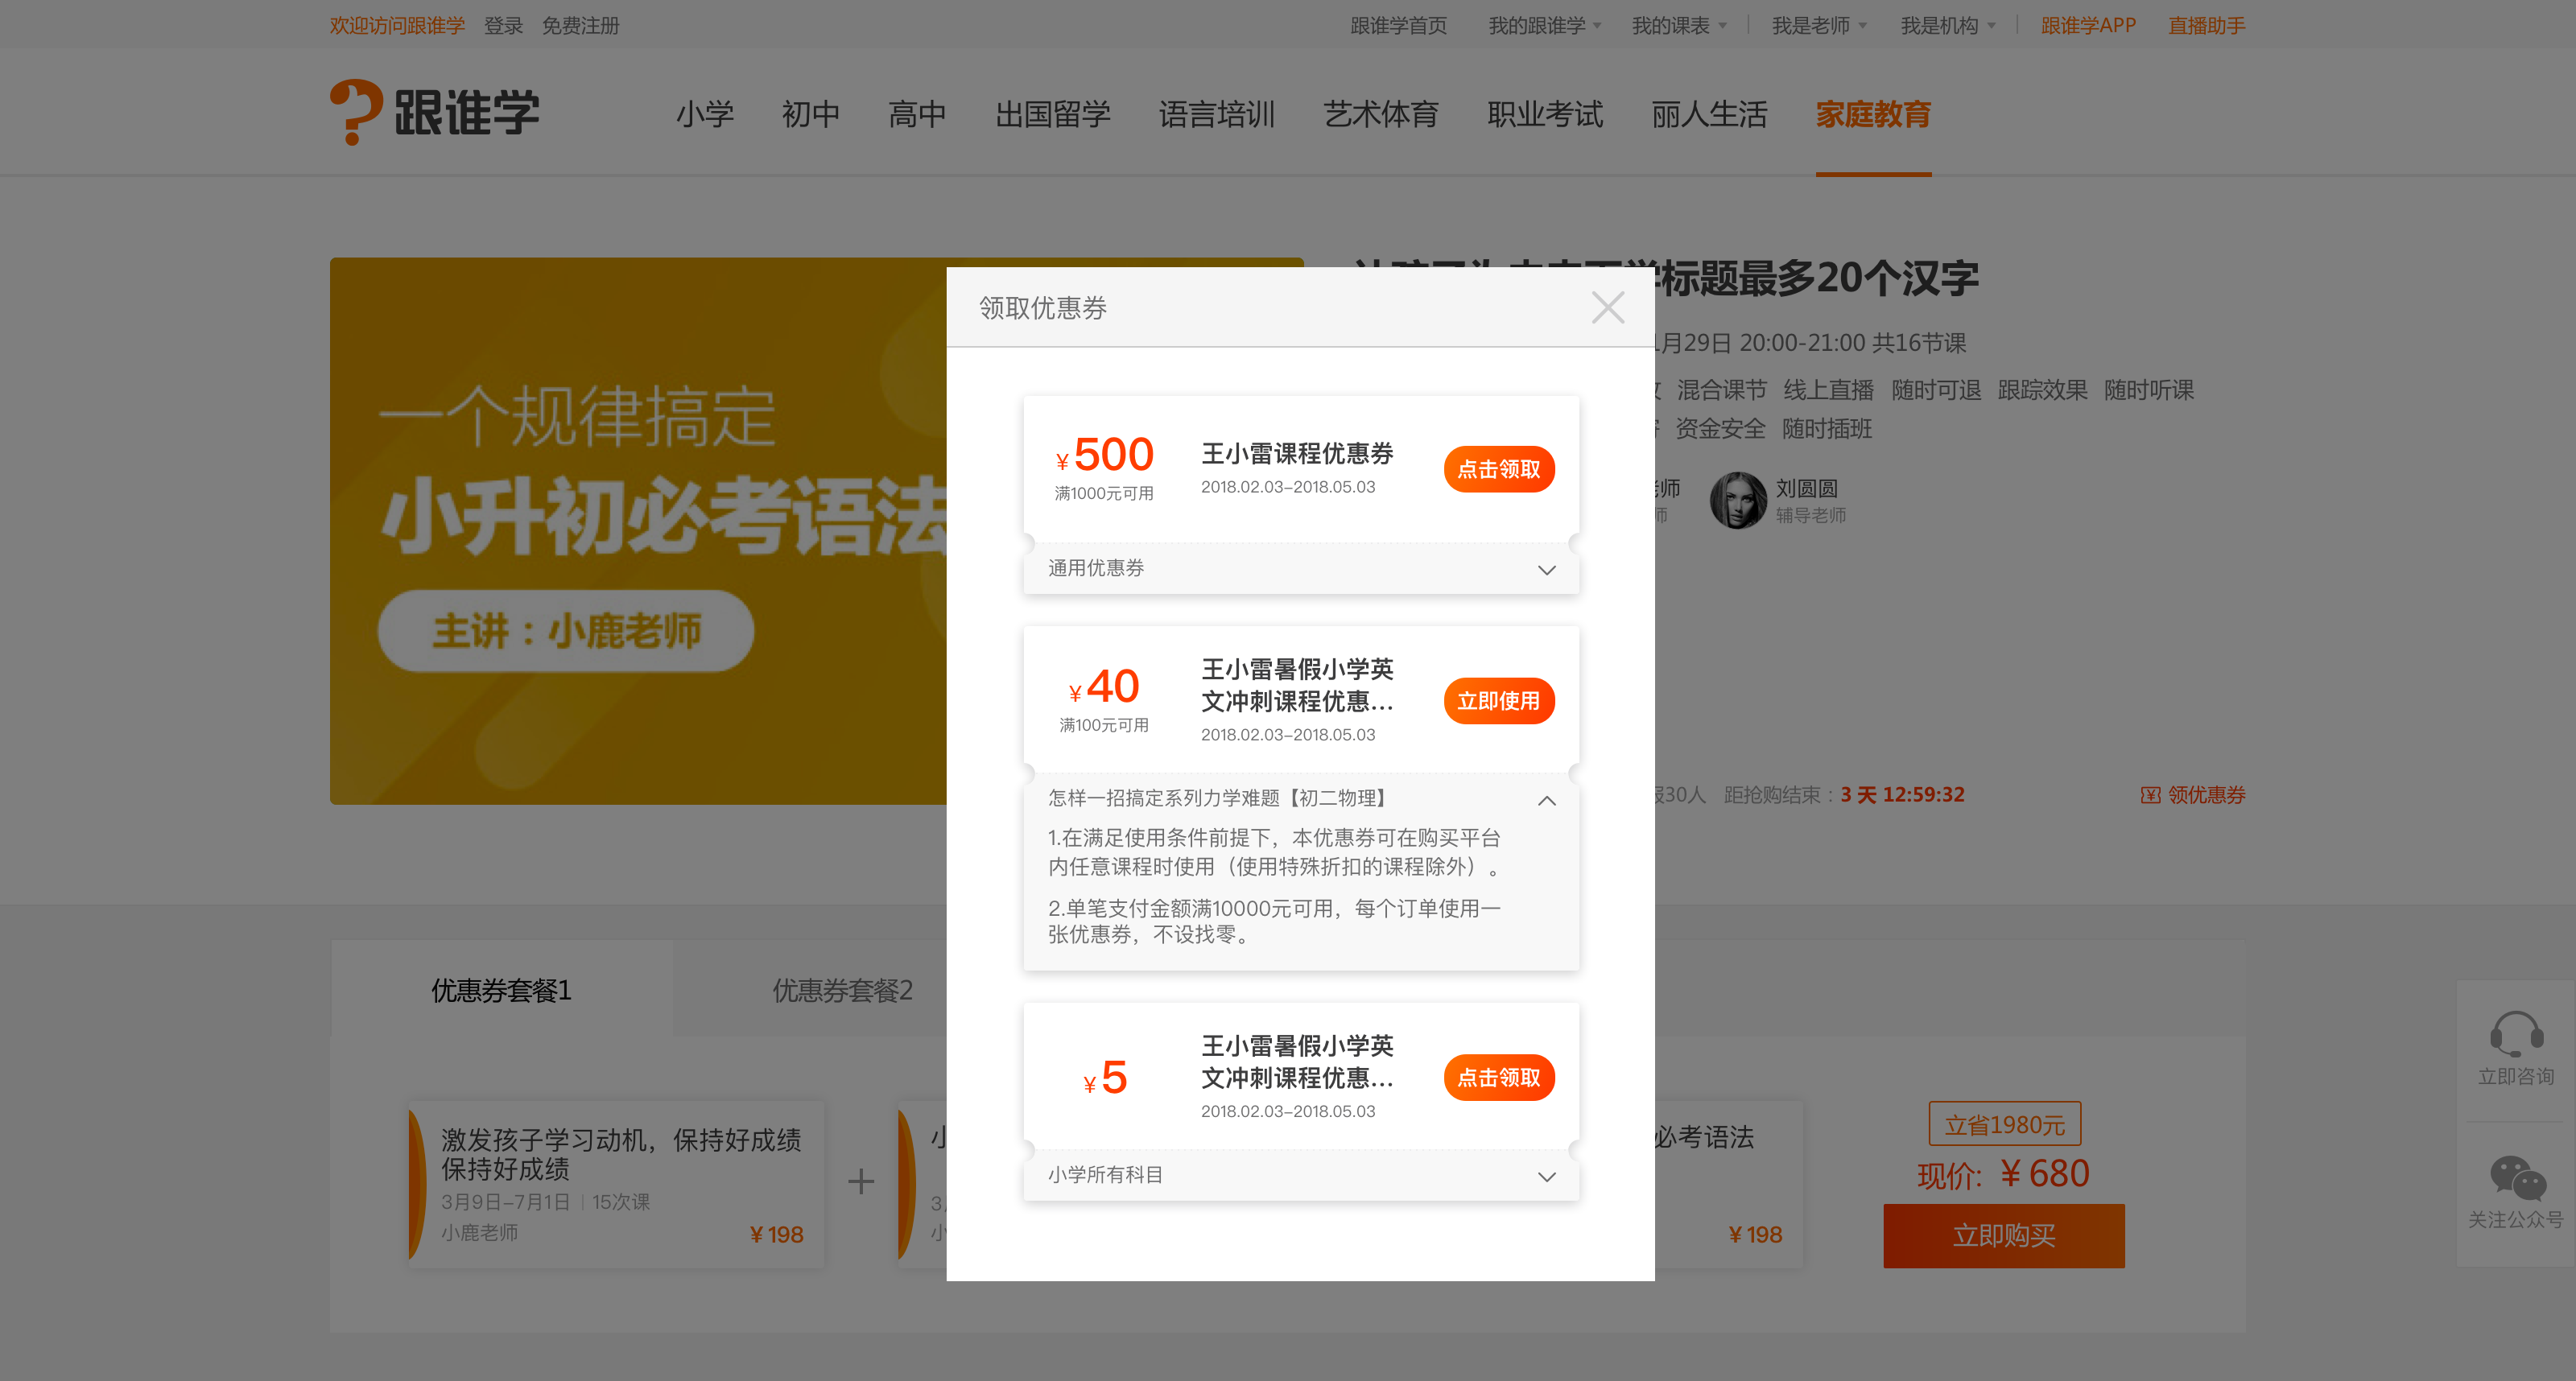 欢迎访问跟谁学 登录 免费注册 跟谁学首页 我的跟谁学 我的课表 我是老师 我是机构 跟谁学APP 直播助手
跟谁学 小学 初中 高中 出国留学 语言培训 艺术体育 职业考试 丽人生活 家庭教育
标题最多20个汉字
月29日 20:00-21:00 共16节课
混合课节 线上直播 随时可退 跟踪效果 随时听课
资金安全 随时插班
师 刘圆圆
师 辅导老师
报30人 距抢购结束：3 天 12:59:32 领优惠券
一个规律搞定
小升初必考语法
主讲：小鹿老师
领取优惠券
¥500
满1000元可用
王小雷课程优惠券
2018.02.03-2018.05.03
点击领取
通用优惠券
¥40
满100元可用
王小雷暑假小学英
文冲刺课程优惠...
2018.02.03-2018.05.03
立即使用
怎样一招搞定系列力学难题【初二物理】
1.在满足使用条件前提下，本优惠券可在购买平台
内任意课程时使用（使用特殊折扣的课程除外）。
2.单笔支付金额满10000元可用，每个订单使用一
张优惠券，不设找零。
¥5
王小雷暑假小学英
文冲刺课程优惠...
2018.02.03-2018.05.03
点击领取
小学所有科目
优惠券套餐1 优惠券套餐2
激发孩子学习动机，保持好成绩
保持好成绩
3月9日-7月1日 | 15次课
小鹿老师 ¥198
+
小
3
小
必考语法
¥198
立省1980元
现价: ¥680
立即购买
立即咨询
关注公众号